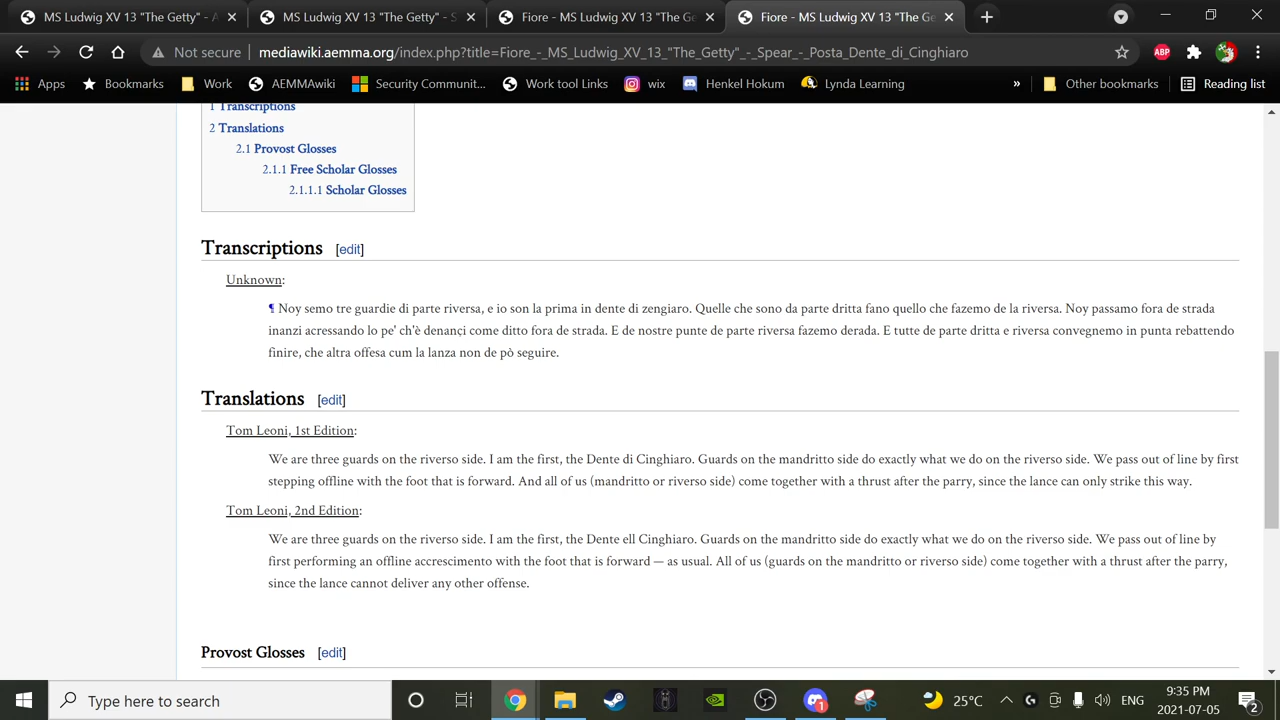 MS Ludwig XV 13 "The Getty" - A
MS Ludwig XV 13 "The Getty" - S
Fiore - MS Ludwig XV 13 "The Get
Fiore - MS Ludwig XV 13 "The Ge
Not secure
mediawiki.aemma.org/index.php?title=Fiore_-_MS_Ludwig_XV_13_"The_Getty"_-_Spear_-_Posta_Dente_di_Cinghiaro
ABP
Apps
Bookmarks
Work
AEMMAwiki
Security Communit...
Work tool Links
wix
Henkel Hokum
Lynda Learning
»
Other bookmarks
Reading list
1 Transcriptions
2 Translations
2.1 Provost Glosses
2.1.1 Free Scholar Glosses
2.1.1.1 Scholar Glosses
Transcriptions [edit]
Unknown:
¶ Noy semo tre guardie di parte riversa, e io son la prima in dente di zengiaro. Quelle che sono da parte dritta fano quello che fazemo de la riversa. Noy passamo fora de strada
inanzi acressando lo pe' ch'è denançi come ditto fora de strada. E de nostre punte de parte riversa fazemo derada. E tutte de parte dritta e riversa convegnemo in punta rebattendo
finire, che altra offesa cum la lanza non de pò seguire.
Translations [edit]
Tom Leoni, 1st Edition:
We are three guards on the riverso side. I am the first, the Dente di Cinghiaro. Guards on the mandritto side do exactly what we do on the riverso side. We pass out of line by first
stepping offline with the foot that is forward. And all of us (mandritto or riverso side) come together with a thrust after the parry, since the lance can only strike this way.
Tom Leoni, 2nd Edition:
We are three guards on the riverso side. I am the first, the Dente ell Cinghiaro. Guards on the mandritto side do exactly what we do on the riverso side. We pass out of line by
first performing an offline accrescimento with the foot that is forward — as usual. All of us (guards on the mandritto or riverso side) come together with a thrust after the parry,
since the lance cannot deliver any other offense.
Provost Glosses [edit]
Type here to search
1
25°C
ENG
9:35 PM
2021-07-05
2